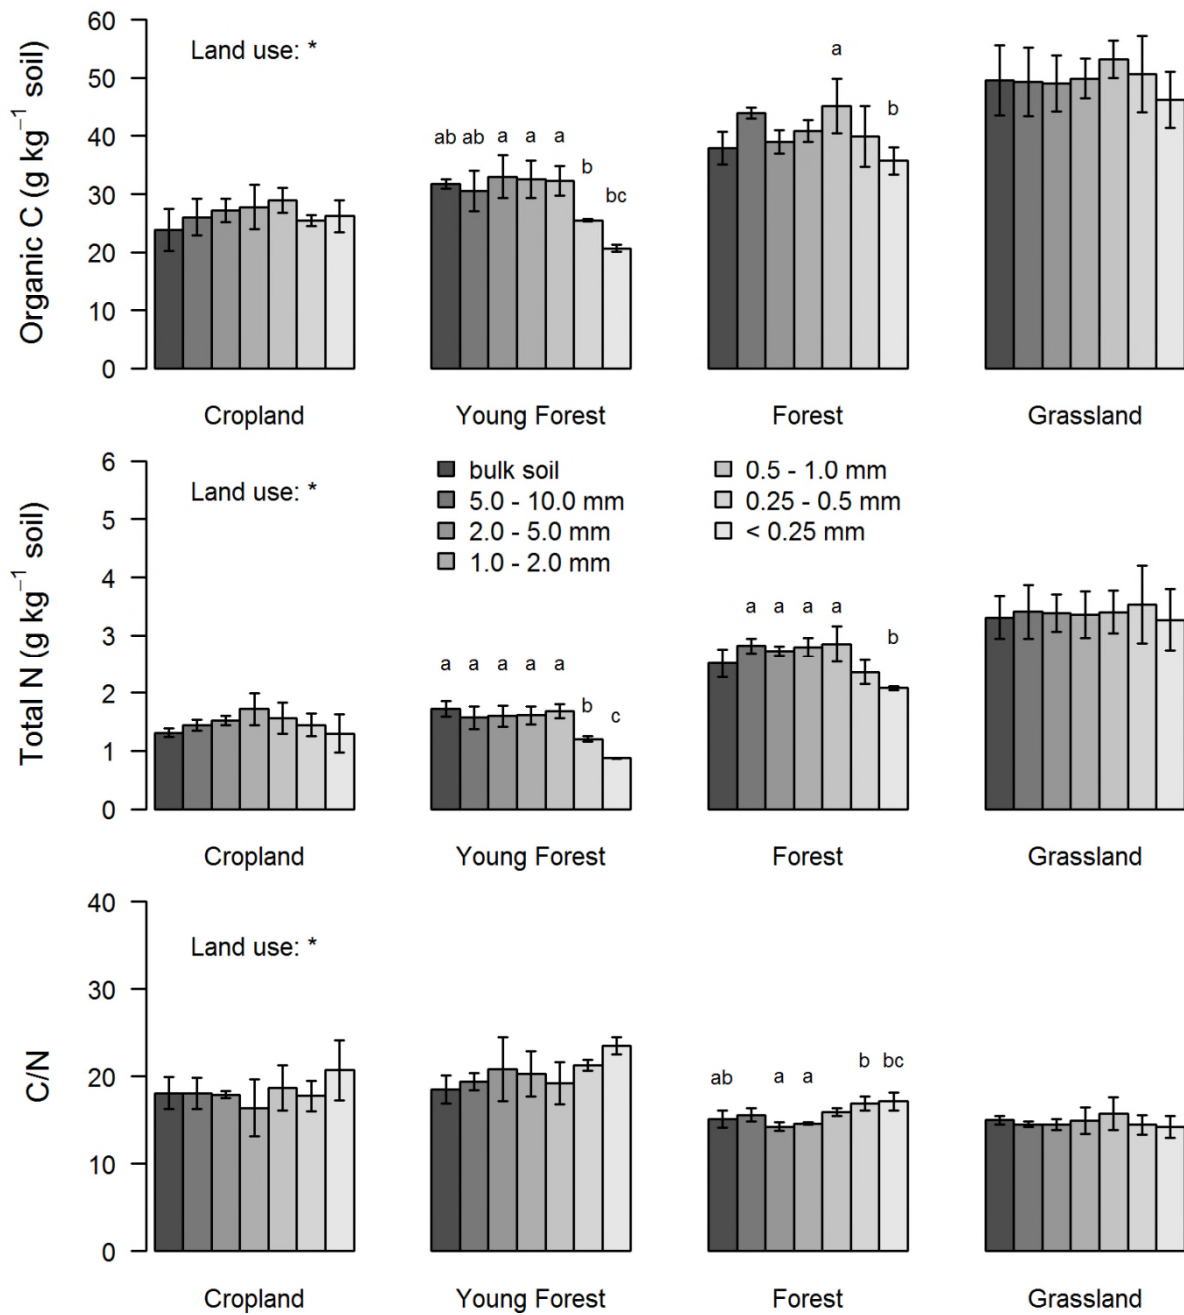 Organic C (g kg⁻¹ soil)
60
50
40
30
20
10
0
Land use: *
ab ab a a a b bc
a b
Cropland Young Forest Forest Grassland
Total N (g kg⁻¹ soil)
6
5
4
3
2
1
0
Land use: *
bulk soil
5.0 - 10.0 mm
2.0 - 5.0 mm
1.0 - 2.0 mm
0.5 - 1.0 mm
0.25 - 0.5 mm
< 0.25 mm
a a a a a b c
a a a a b
Cropland Young Forest Forest Grassland
C/N
40
30
20
10
0
Land use: *
ab a a b bc
Cropland Young Forest Forest Grassland